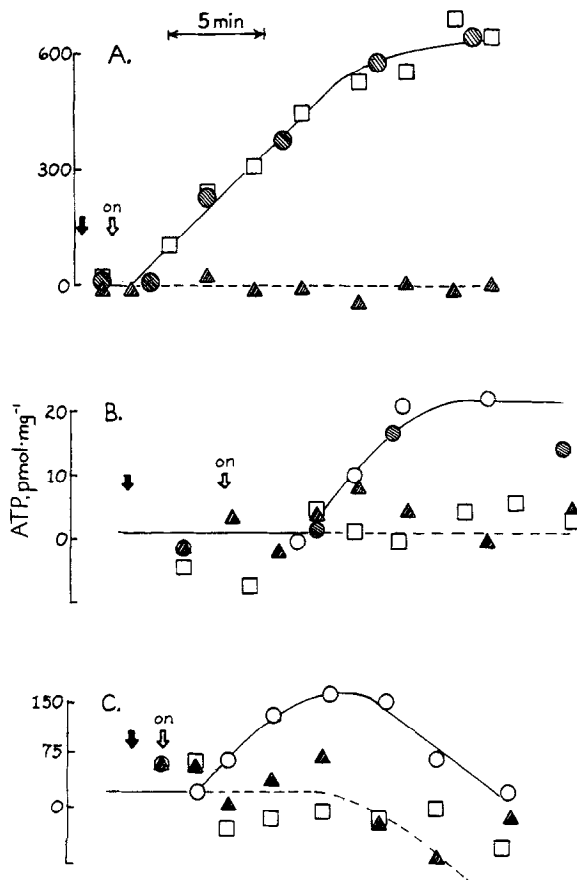 A.
5 min
600
300
on
0
B.
20
on
10
0
ATP, pmol·mg⁻¹
C.
150
on
75
0